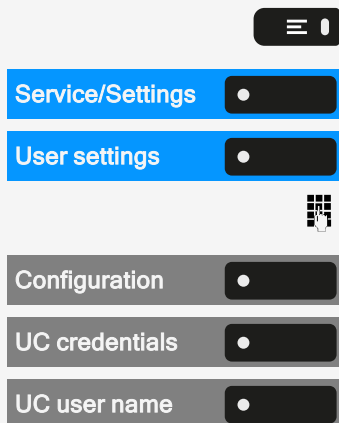 Service/Settings
User settings
Configuration
UC credentials
UC user name